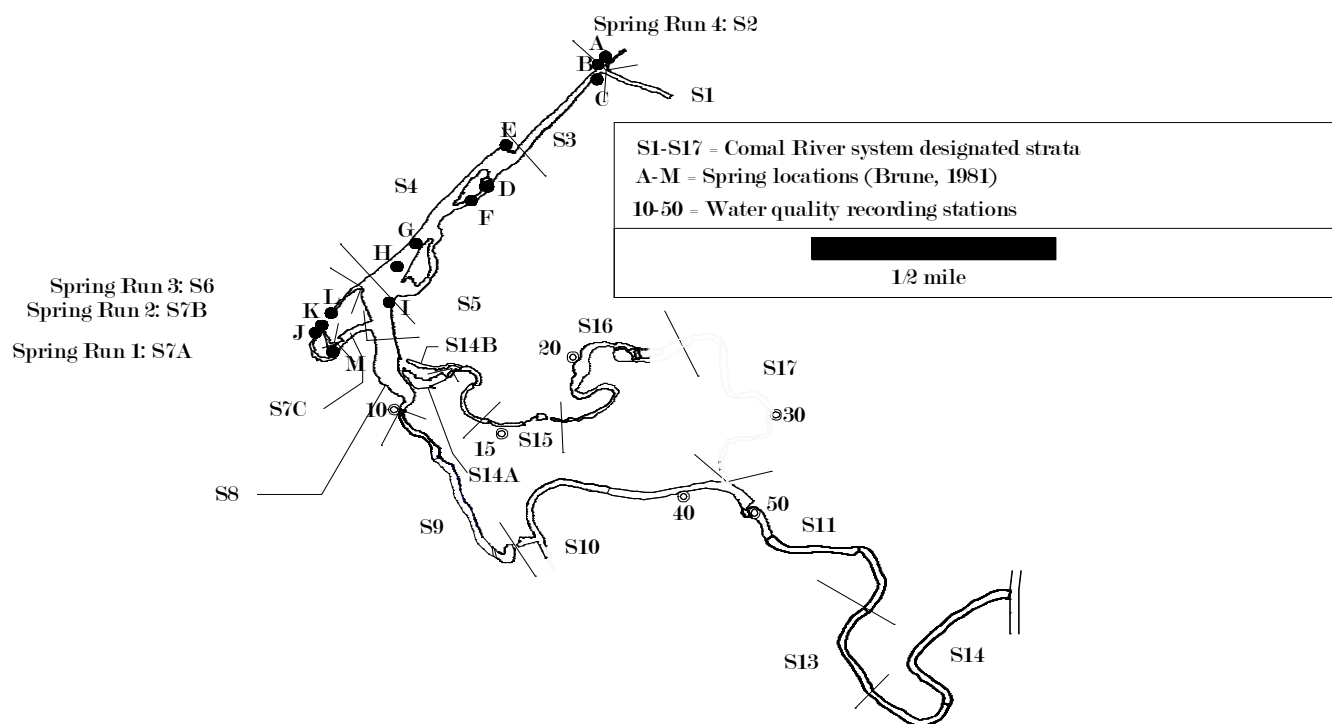 Spring Run 4: S2
A
B
C
S1
E
S3
S1-S17 = Comal River system designated strata
A-M = Spring locations (Brune, 1981)
10-50 = Water quality recording stations
1/2 mile
S4
D
F
G
H
Spring Run 3: S6
Spring Run 2: S7B
Spring Run 1: S7A
L
K
J
I
M
S5
S14B
S16
20
S17
S7C
10
30
15
S15
S14A
S8
S9
S10
40
50
S11
S13
S14